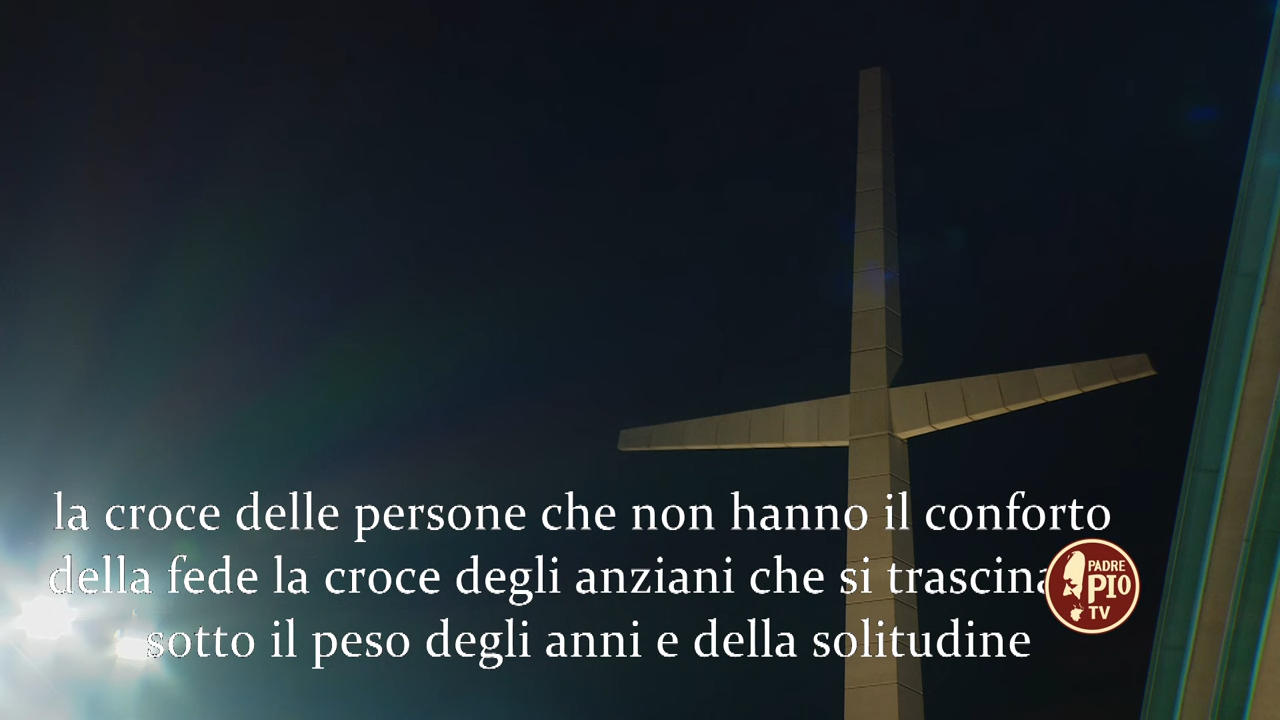 la croce delle persone che non hanno il conforto
della fede la croce degli anziani che si
sotto il peso degli anni e della solitudine
PADRE
PIO
TV